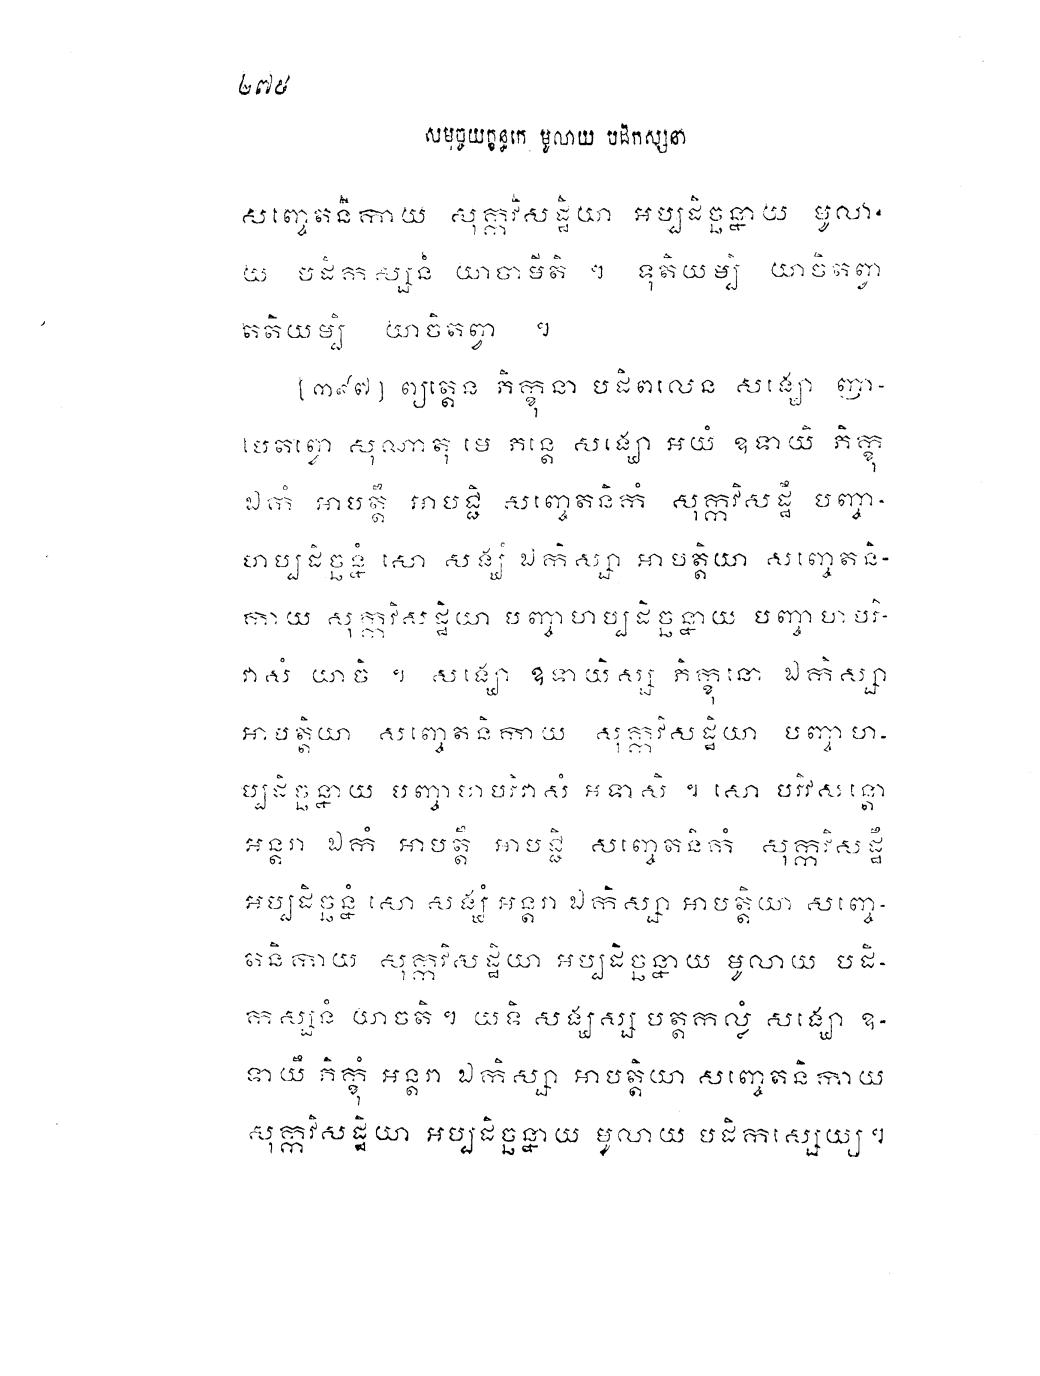 ២៧៥
សមុច្ចយក្ខន្ធកេ មូលាយ បដិកស្សនា
សញ្ចេតនិកាយ សុក្កវិសដ្ឋិយា អប្បដិច្ឆន្នាយ មូលា-
យ បដិកស្សនំ យាចាមីតិ ។ ទុតិយម្បិ យាចិតព្វា
តតិយម្បិ យាចិតព្វា ។
[៣៩៧] ព្យត្តេន ភិក្ខុនា បដិពលេន សង្ឃោ ញា-
បេតព្វោ សុណាតុ មេ ភន្តេ សង្ឃោ អយំ ឧទាយិ ភិក្ខុ
ឯកំ អាបត្តឹ អាបជ្ជិ សញ្ចេតនិកំ សុក្កវិសដ្ឋឹ បញ្ចា-
ហប្បដិច្ឆន្នំ សោ សង្ឃំ ឯកិស្សា អាបត្តិយា សញ្ចេតនិ-
កាយ សុក្កវិសដ្ឋិយា បញ្ចាហប្បដិច្ឆន្នាយ បញ្ចាហបរិ-
វាសំ យាចិ ។ សង្ឃោ ឧទាយិស្ស ភិក្ខុនោ ឯកិស្សា
អាបត្តិយា សញ្ចេតនិកាយ សុក្កវិសដ្ឋិយា បញ្ចាហ-
ប្បដិច្ឆន្នាយ បញ្ចាហបរិវាសំ អទាសិ ។ សោ បរិវសន្តោ
អន្តរា ឯកំ អាបត្តឹ អាបជ្ជិ សញ្ចេតនិកំ សុក្កវិសដ្ឋឹ
អប្បដិច្ឆន្នំ សោ សង្ឃំ អន្តរា ឯកិស្សា អាបត្តិយា សញ្ចេ-
តនិកាយ សុក្កវិសដ្ឋិយា អប្បដិច្ឆន្នាយ មូលាយ បដិ-
កស្សនំ យាចតិ ។ យទិ សង្ឃស្ស បត្តកល្លំ សង្ឃោ ឧ-
ទាយឹ ភិក្ខុំ អន្តរា ឯកិស្សា អាបត្តិយា សញ្ចេតនិកាយ
សុក្កវិសដ្ឋិយា អប្បដិច្ឆន្នាយ មូលាយ បដិកស្សេយ្យ ។